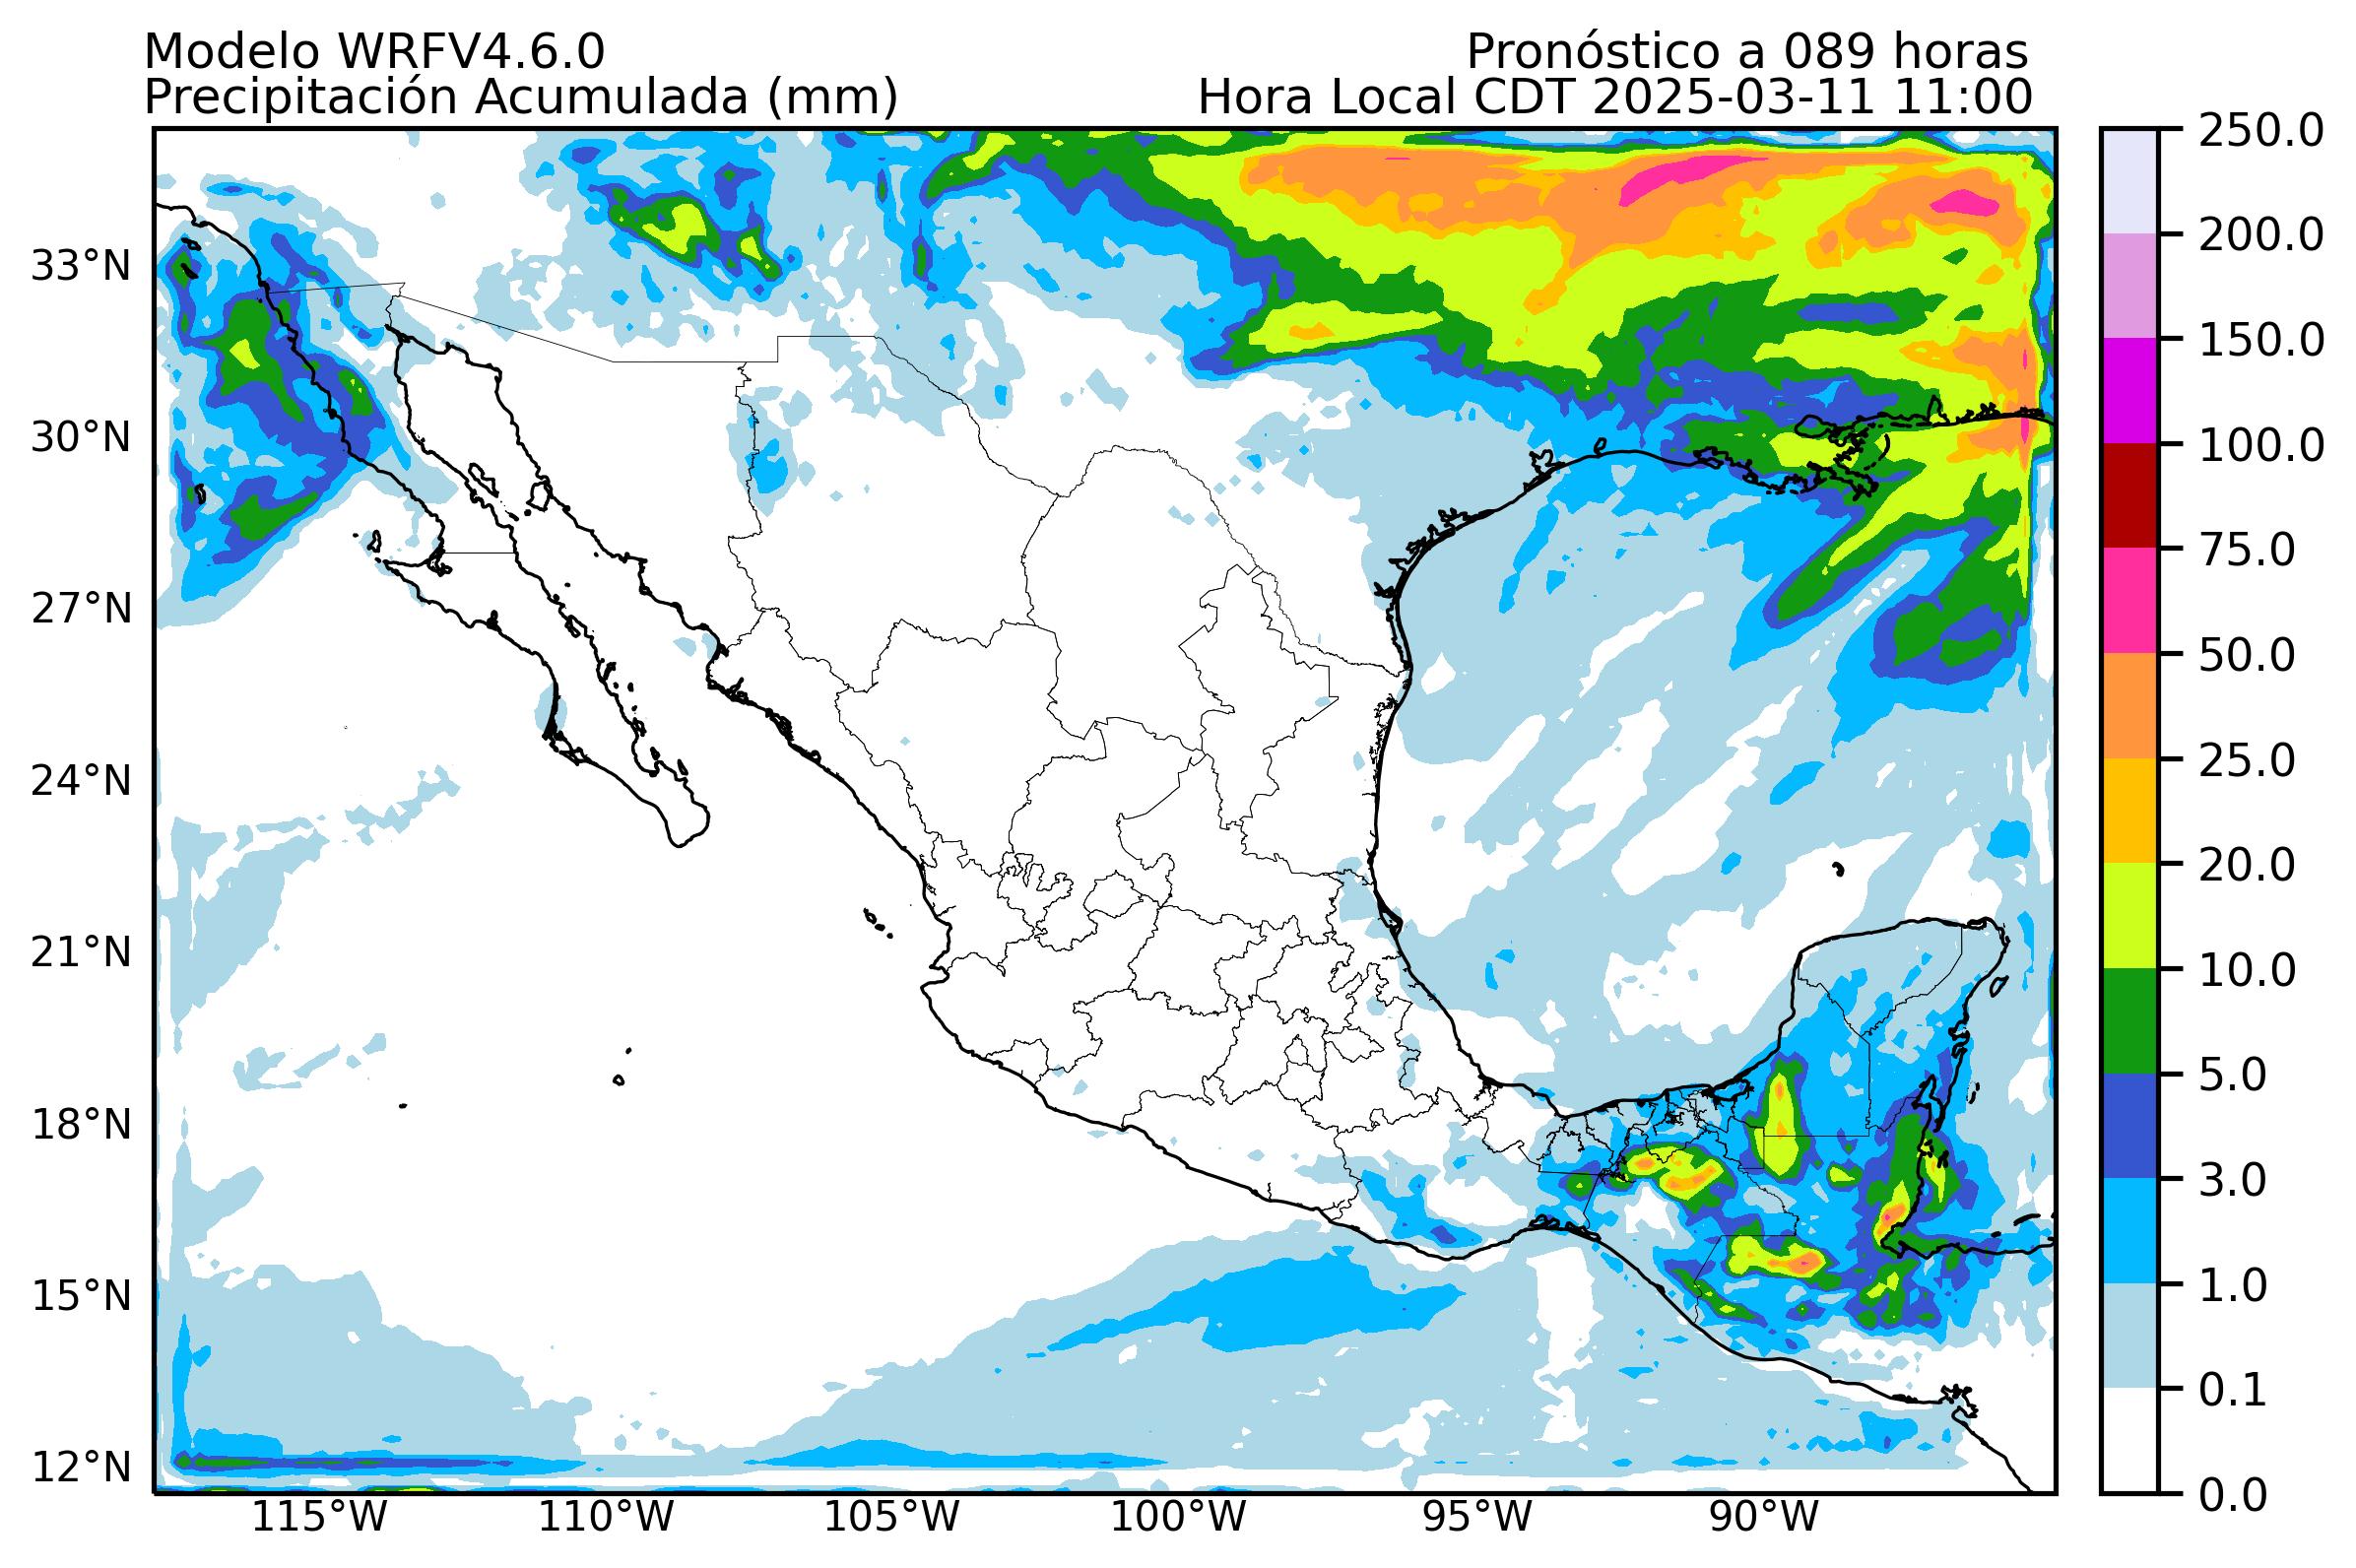 Modelo WRFV4.6.0
Pronóstico a 089 horas
Precipitación Acumulada (mm)
Hora Local CDT 2025-03-11 11:00
33°N
30°N
27°N
24°N
21°N
18°N
15°N
12°N
115°W
110°W
105°W
100°W
95°W
90°W
250.0
200.0
150.0
100.0
75.0
50.0
25.0
20.0
10.0
5.0
3.0
1.0
0.1
0.0